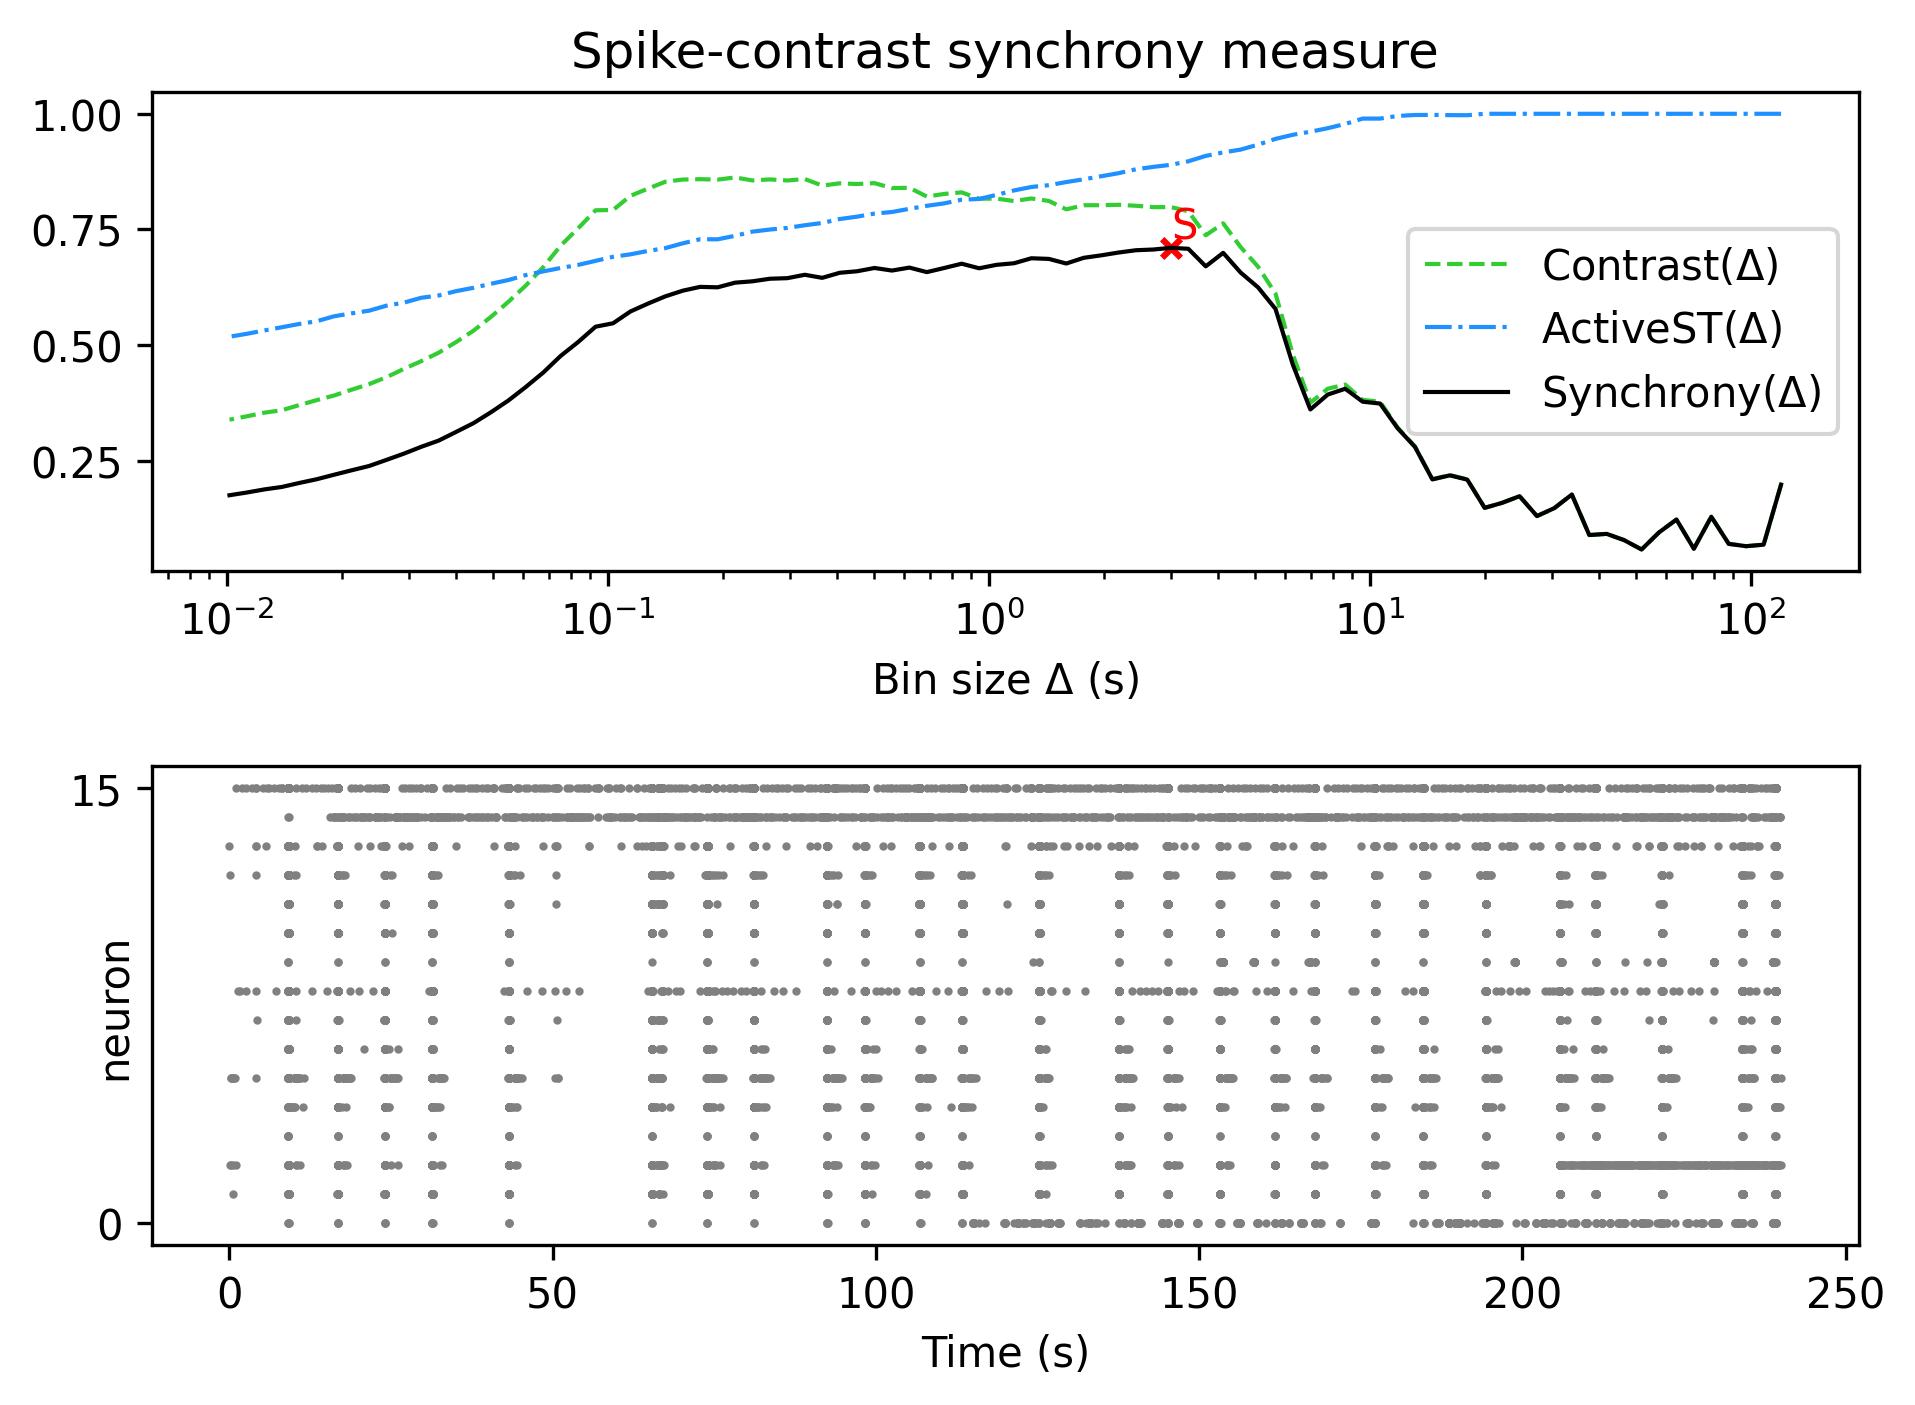 Spike-contrast synchrony measure
1.00
0.75
0.50
0.25
S
Contrast(Δ)
ActiveST(Δ)
Synchrony(Δ)
10⁻² 10⁻¹ 10⁰ 10¹ 10²
Bin size Δ (s)
15
neuron
0
0 50 100 150 200 250
Time (s)